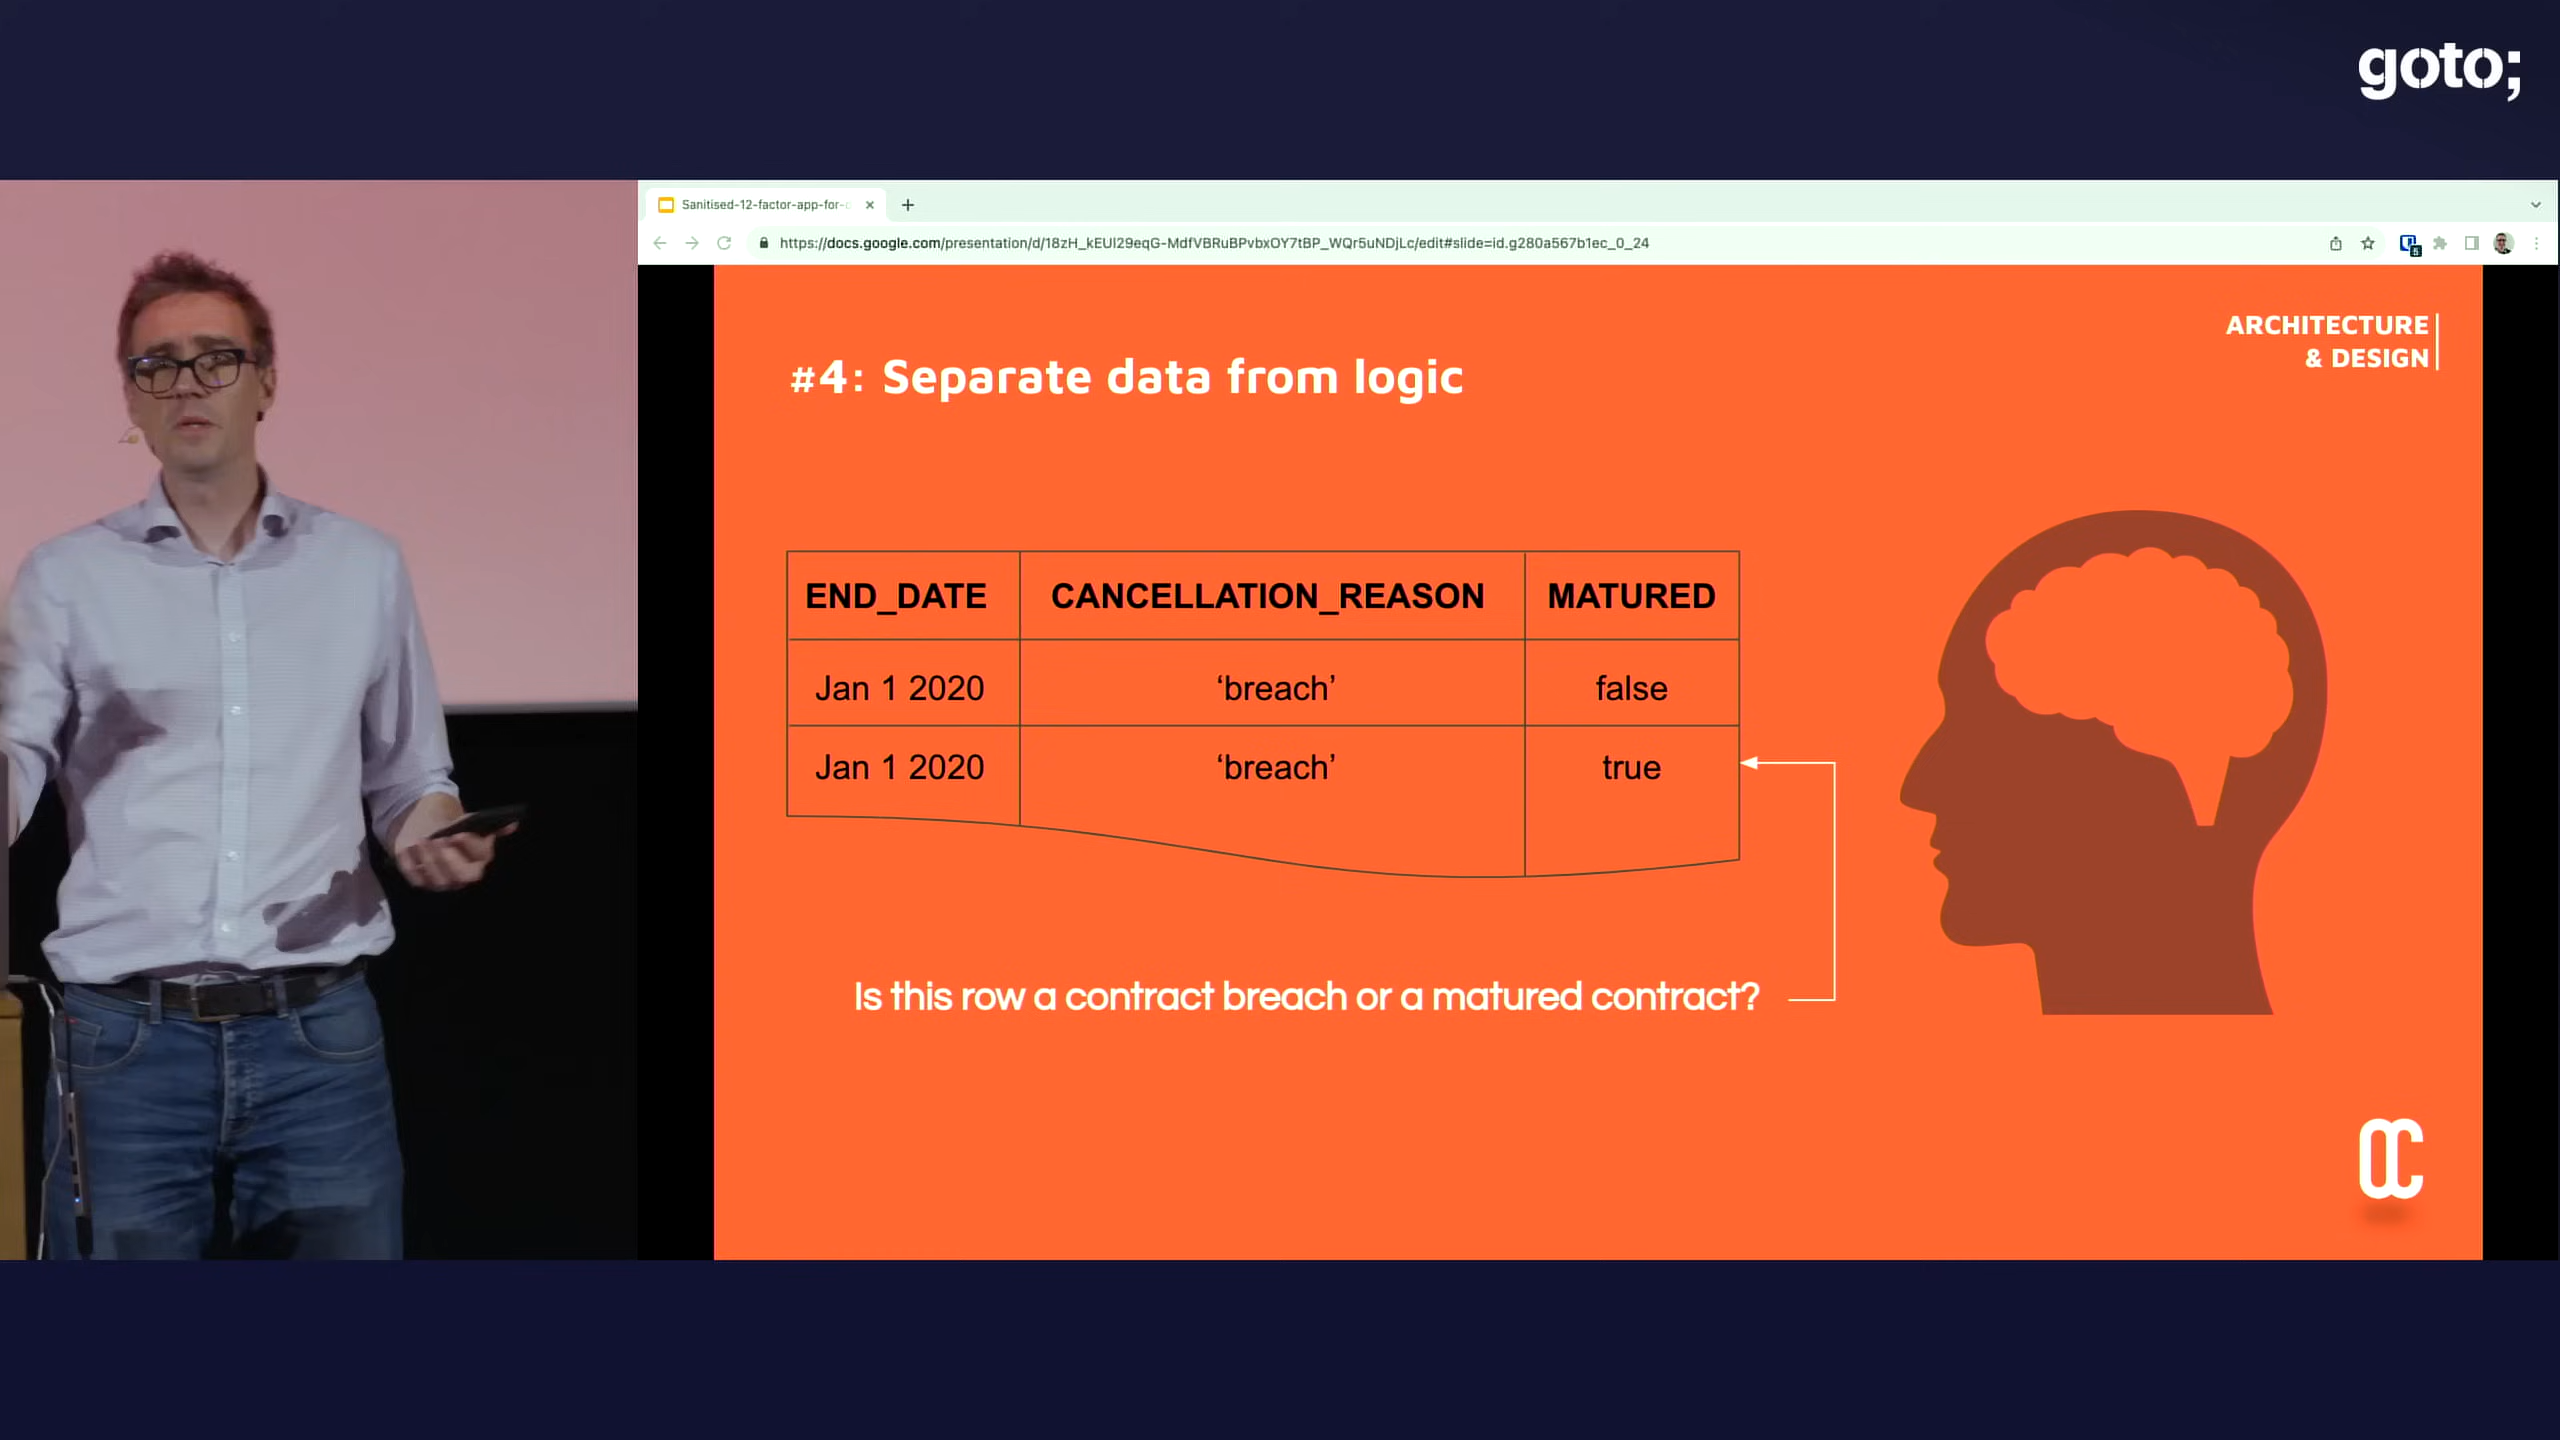 goto;
Sanitised-12-factor-app-for-
https://docs.google.com/presentation/d/18zH_kEUI29eqG-MdfVBRuBPvbxOY7tBP_WQr5uNDjLc/edit#slide=id.g280a567b1ec_0_24
ARCHITECTURE
& DESIGN
#4: Separate data from logic
END_DATE CANCELLATION_REASON MATURED
Jan 1 2020 ‘breach’ false
Jan 1 2020 ‘breach’ true
Is this row a contract breach or a matured contract?